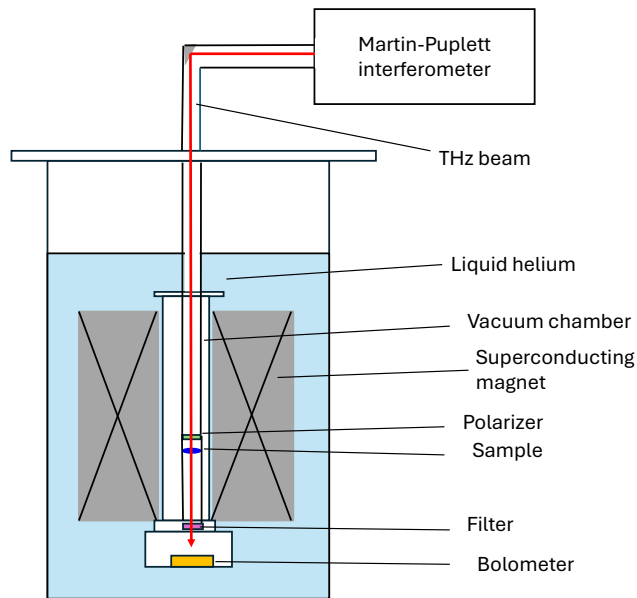 Martin-Puplett
interferometer
THz beam
Liquid helium
Vacuum chamber
Superconducting
magnet
Polarizer
Sample
Filter
Bolometer